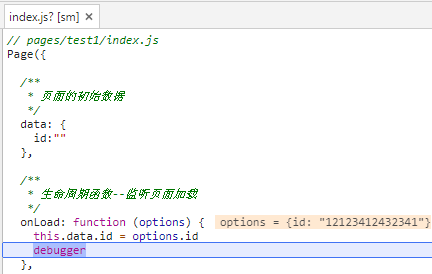 index.js? [sm] ×
// pages/test1/index.js
Page({
/**
* 页面的初始数据
*/
data: {
id:""
},
/**
* 生命周期函数--监听页面加载
*/
onLoad: function (options) { options = {id: "12123412432341"}
this.data.id = options.id
debugger
},